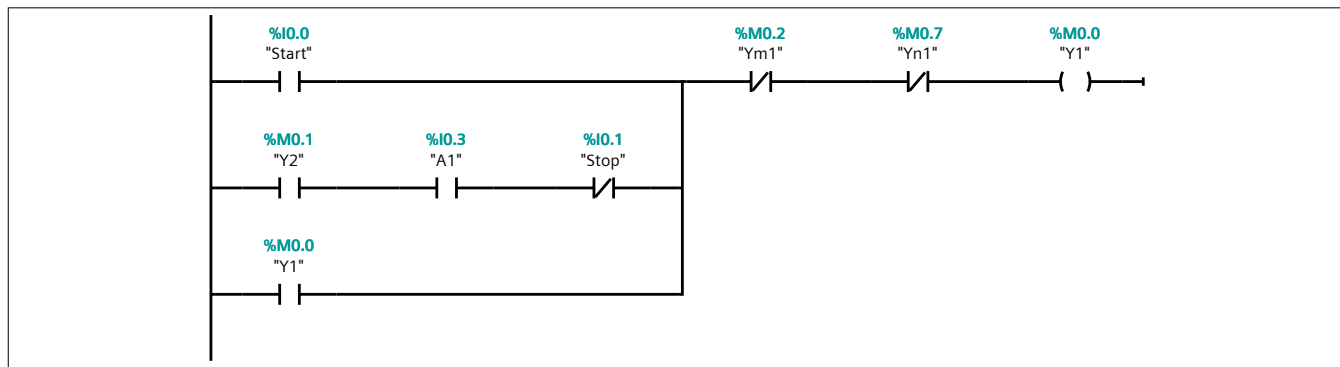 %I0.0
"Start"
%M0.2
"Ym1"
%M0.7
"Yn1"
%M0.0
"Y1"
%M0.1
"Y2"
%I0.3
"A1"
%I0.1
"Stop"
%M0.0
"Y1"